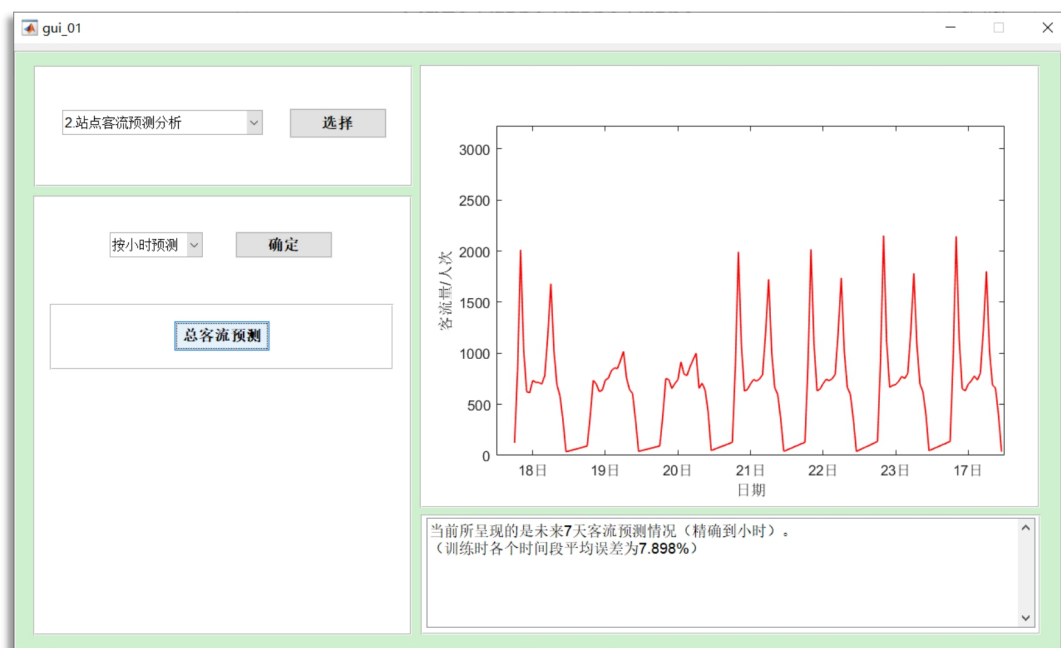 gui_01
2.站点客流预测分析
选择
按小时预测
确定
总客流预测
3000
2500
2000
1500
1000
500
0
客流量/人次
18日 19日 20日 21日 22日 23日 17日
日期
当前所呈现的是未来7天客流预测情况（精确到小时）。
（训练时各个时间段平均误差为7.898%）